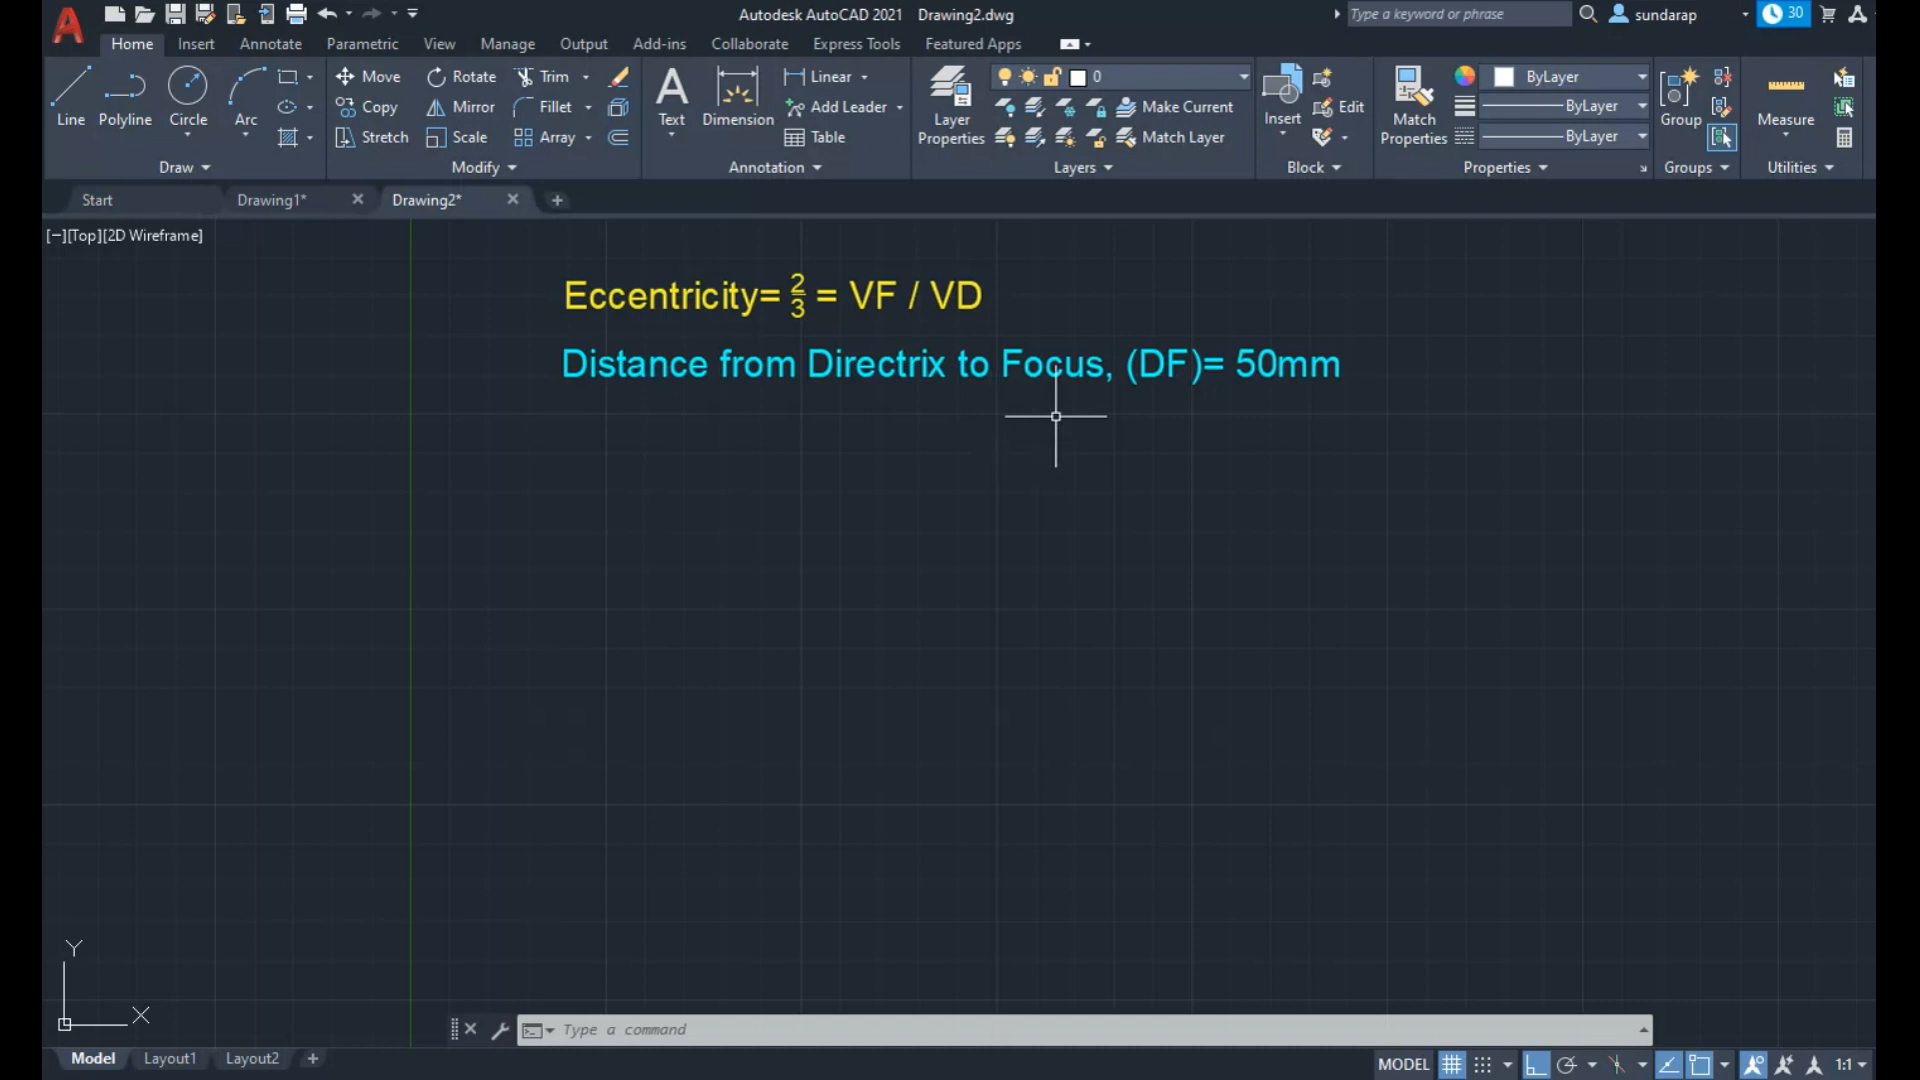 Autodesk AutoCAD 2021 Drawing2.dwg
Type a keyword or phrase
sundarap
30
Home Insert Annotate Parametric View Manage Output Add-ins Collaborate Express Tools Featured Apps
Line Polyline Circle Arc
Move Rotate Trim
Copy Mirror Fillet
Stretch Scale Array
Text Dimension
Linear
Add Leader
Table
Layer Properties
0
Make Current
Match Layer
Insert
Edit
Match Properties
ByLayer
ByLayer
ByLayer
Group
Measure
Draw Modify Annotation Layers Block Properties Groups Utilities
Start Drawing1* Drawing2*
[−][Top][2D Wireframe]
Eccentricity= 2/3 = VF / VD
Distance from Directrix to Focus, (DF)= 50mm
Y
X
Type a command
Model Layout1 Layout2
MODEL
1:1